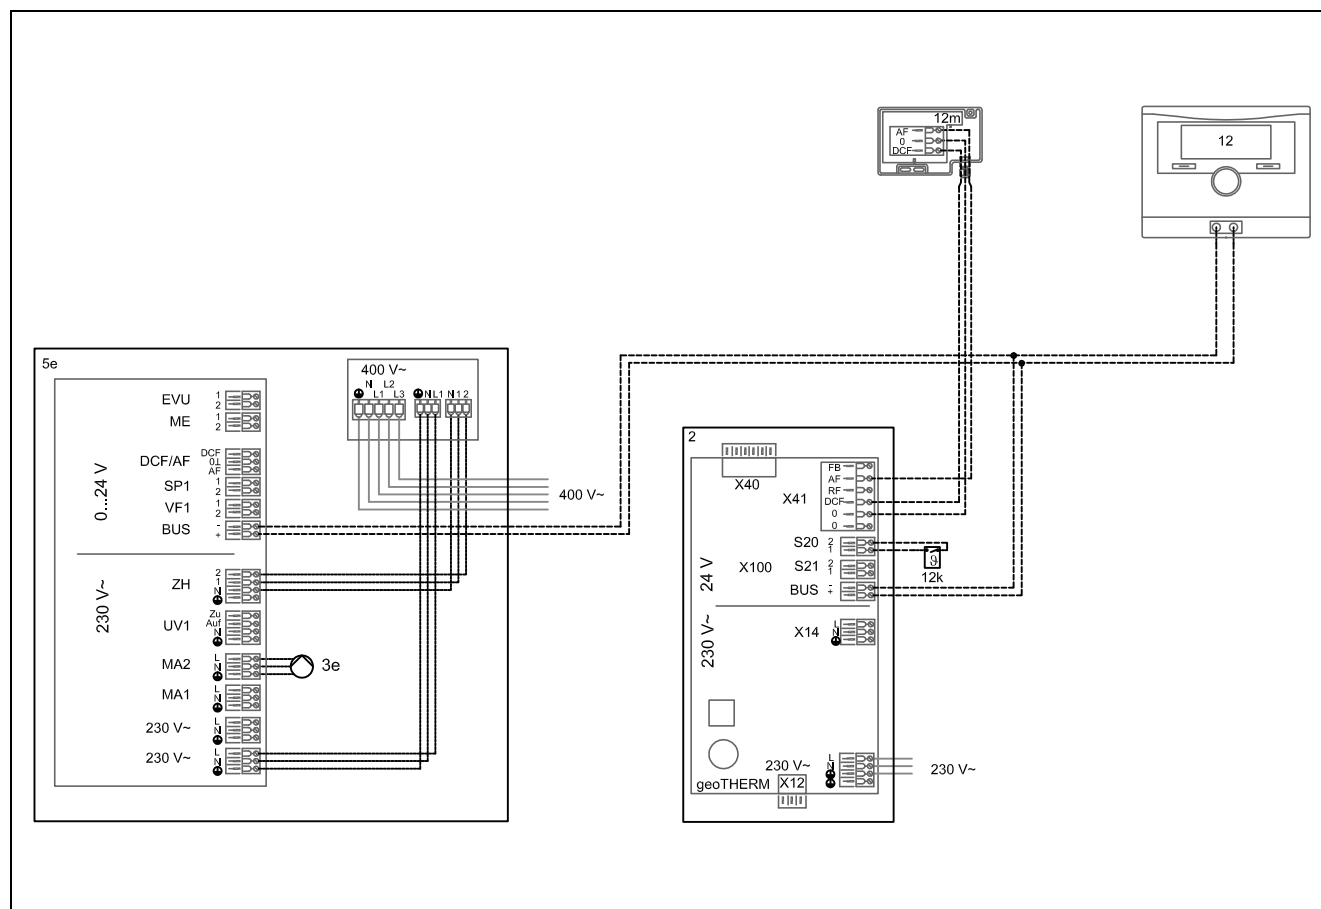 12m
AF
0
DCF
12
5e
400 V~
N L2
L1 L3
N L1
N 1 2
400 V~
0...24 V
EVU 1
2
ME 1
2
DCF/AF DCF
0⊥
AF
SP1 1
2
VF1 1
2
BUS -
+
230 V~
ZH 2
1
N
UV1 Zu
Auf
N
MA2 L
N
3e
MA1 L
N
230 V~ L
N
230 V~ L
N
2
X40
X41
FB
AF
RF
DCF
0
0
24 V
X100
S20 2
1
S21 2
1
12k
BUS -
+
230 V~
X14 L
N
230 V~ L
N
230 V~
geoTHERM X12